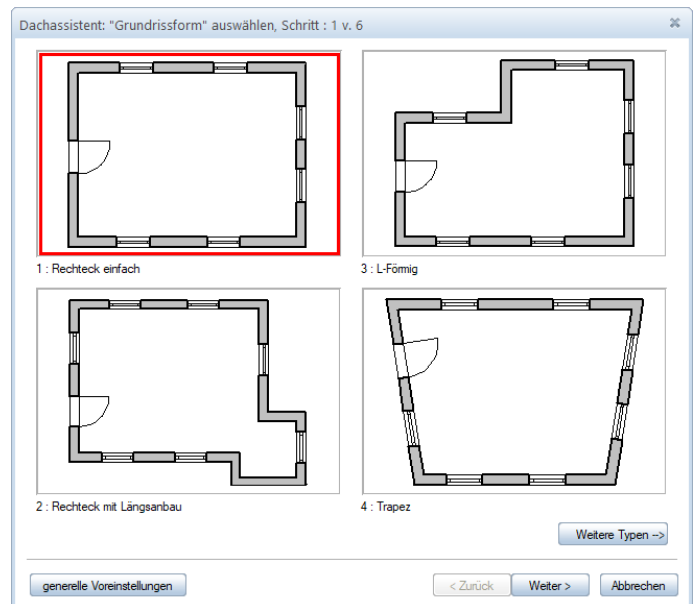 Dachassistent: "Grundrissform" auswählen, Schritt : 1 v. 6
1 : Rechteck einfach
3 : L-Förmig
2 : Rechteck mit Längsanbau
4 : Trapez
Weitere Typen -->
generelle Voreinstellungen
< Zurück
Weiter >
Abbrechen